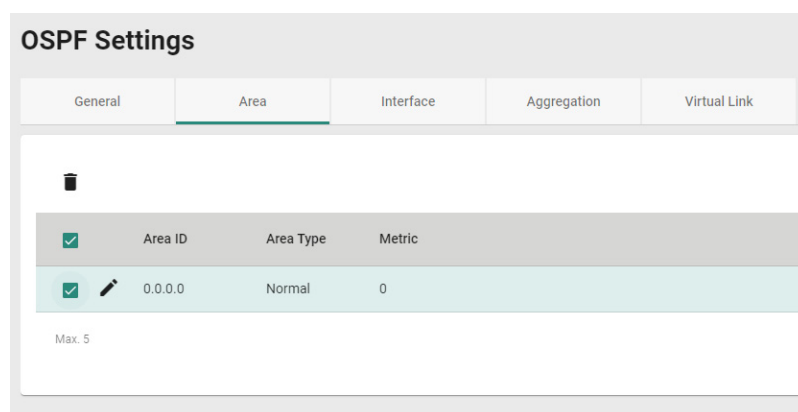 OSPF Settings
General Area Interface Aggregation Virtual Link
Area ID Area Type Metric
0.0.0.0 Normal 0
Max. 5